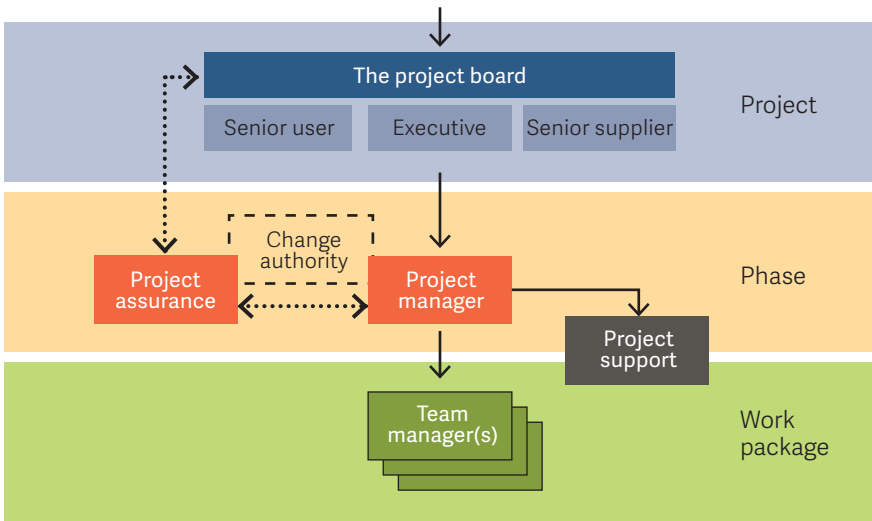 The project board
Senior user
Executive
Senior supplier
Project
Change
authority
Project
assurance
Project
manager
Phase
Project
support
Team
manager(s)
Work
package